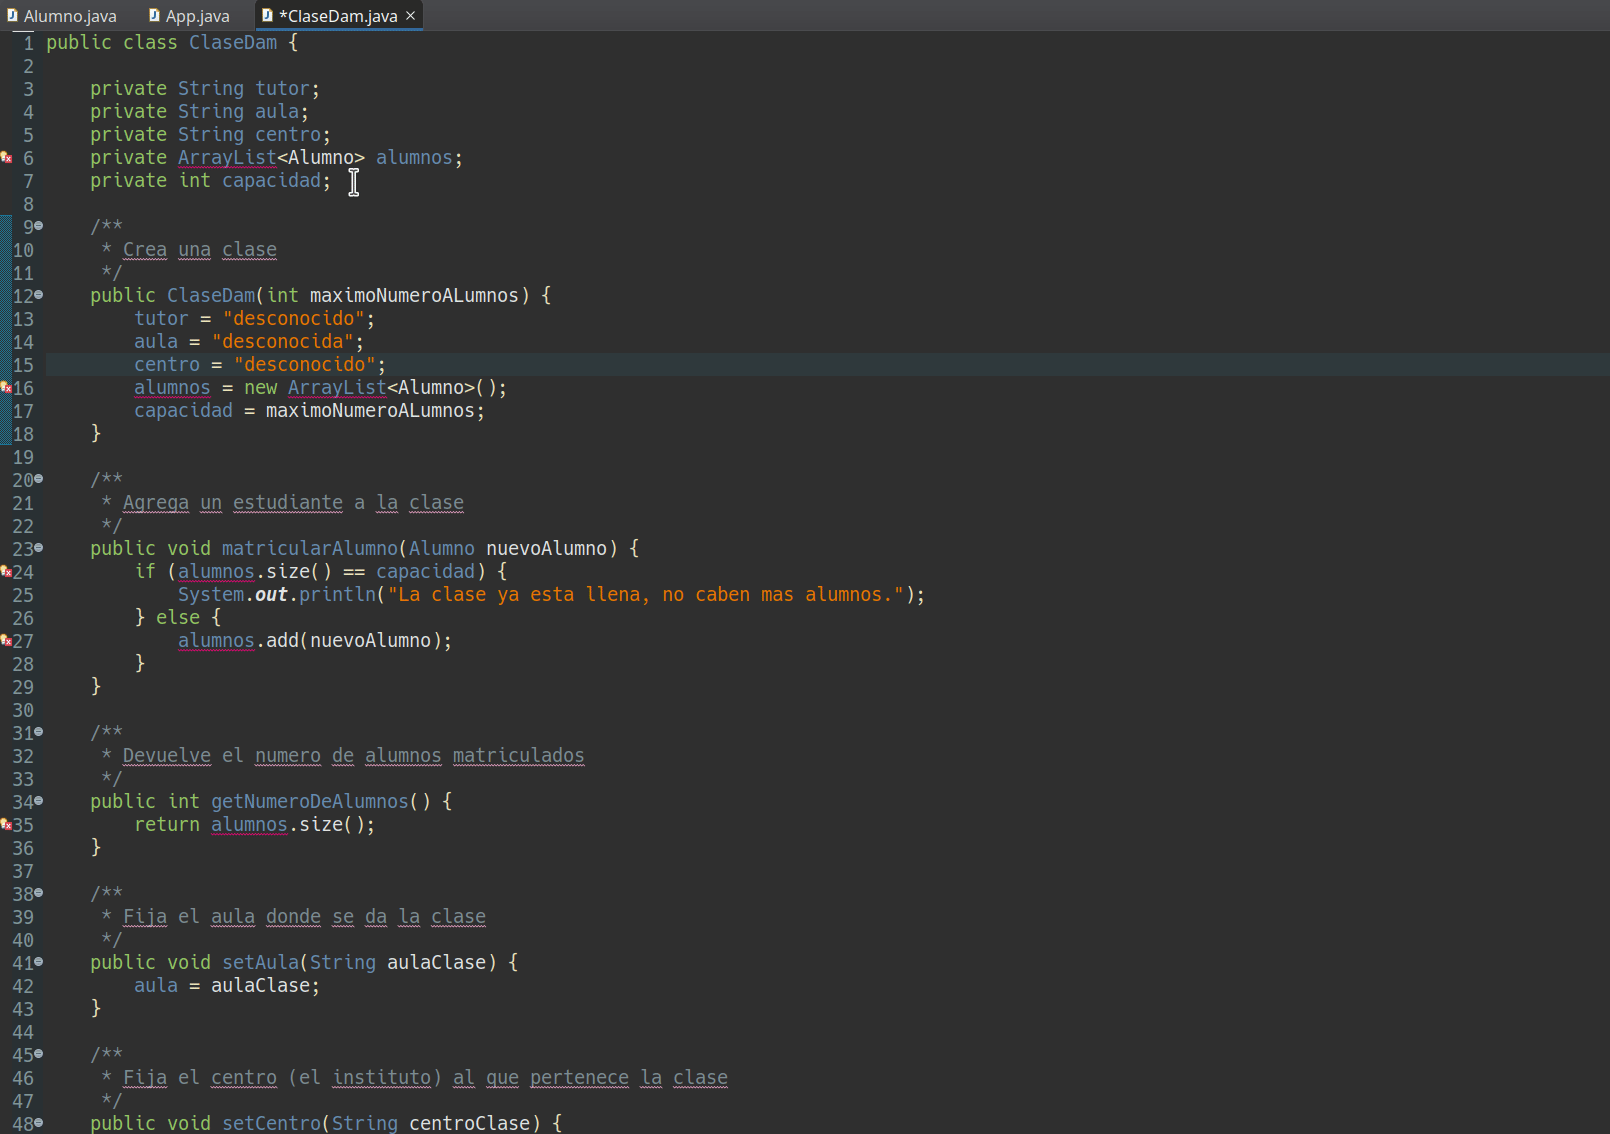 Alumno.java App.java *ClaseDam.java
1 public class ClaseDam {
2
3 private String tutor;
4 private String aula;
5 private String centro;
6 private ArrayList<Alumno> alumnos;
7 private int capacidad;
8
9 /**
10 * Crea una clase
11 */
12 public ClaseDam(int maximoNumeroALumnos) {
13 tutor = "desconocido";
14 aula = "desconocida";
15 centro = "desconocido";
16 alumnos = new ArrayList<Alumno>();
17 capacidad = maximoNumeroALumnos;
18 }
19
20 /**
21 * Agrega un estudiante a la clase
22 */
23 public void matricularAlumno(Alumno nuevoAlumno) {
24 if (alumnos.size() == capacidad) {
25 System.out.println("La clase ya esta llena, no caben mas alumnos.");
26 } else {
27 alumnos.add(nuevoAlumno);
28 }
29 }
30
31 /**
32 * Devuelve el numero de alumnos matriculados
33 */
34 public int getNumeroDeAlumnos() {
35 return alumnos.size();
36 }
37
38 /**
39 * Fija el aula donde se da la clase
40 */
41 public void setAula(String aulaClase) {
42 aula = aulaClase;
43 }
44
45 /**
46 * Fija el centro (el instituto) al que pertenece la clase
47 */
48 public void setCentro(String centroClase) {